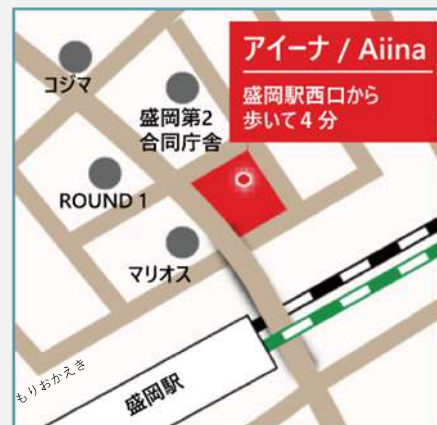 アイーナ / Aiina
盛岡駅西口から
歩いて4分
コジマ
盛岡第2
合同庁舎
ROUND 1
マリオス
もりおかえき
盛岡駅